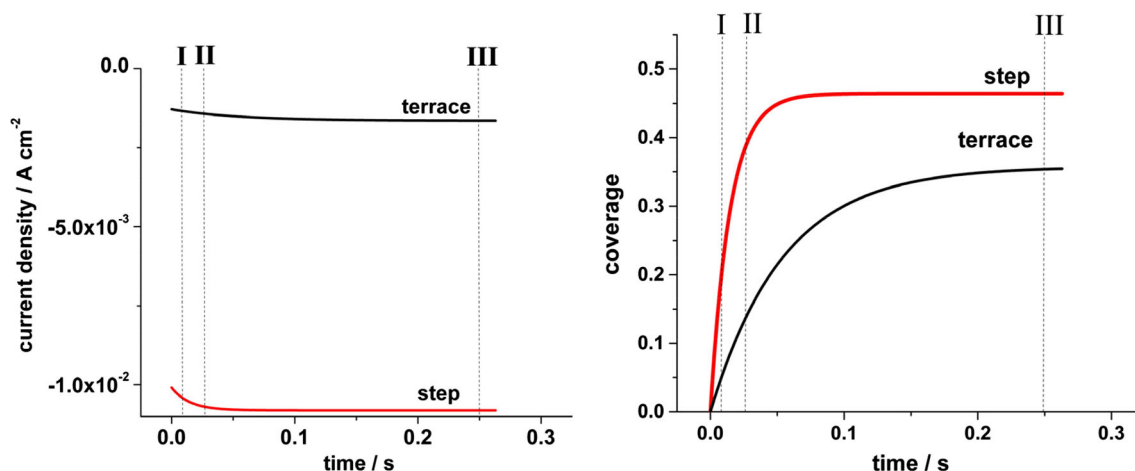 I II III
0.0
terrace
-5.0x10⁻³
-1.0x10⁻²
step
current density / A cm⁻²
0.0 0.1 0.2 0.3
time / s
I II III
0.5
step
0.4
terrace
0.3
0.2
0.1
0.0
coverage
0.0 0.1 0.2 0.3
time / s